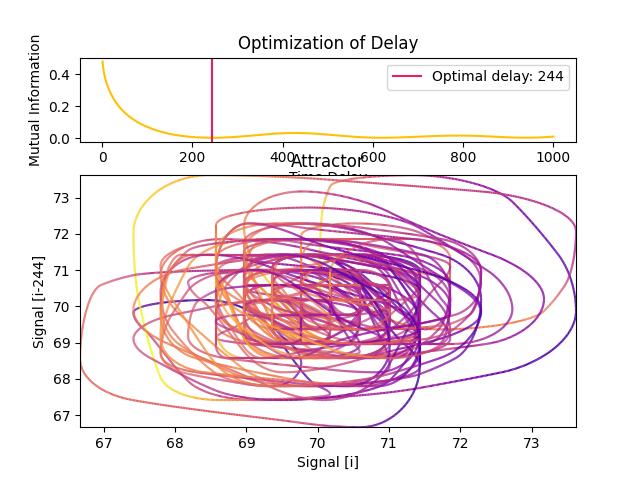 Optimization of Delay
Mutual Information
0.4
0.2
0.0
Optimal delay: 244
0 200 400 600 800 1000
Time Delay
Attractor
Signal [i-244]
73
72
71
70
69
68
67
67 68 69 70 71 72 73
Signal [i]